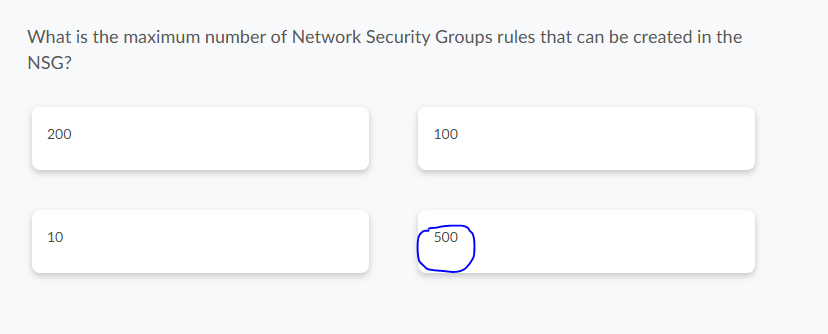 What is the maximum number of Network Security Groups rules that can be created in the
NSG?
200
100
10
500